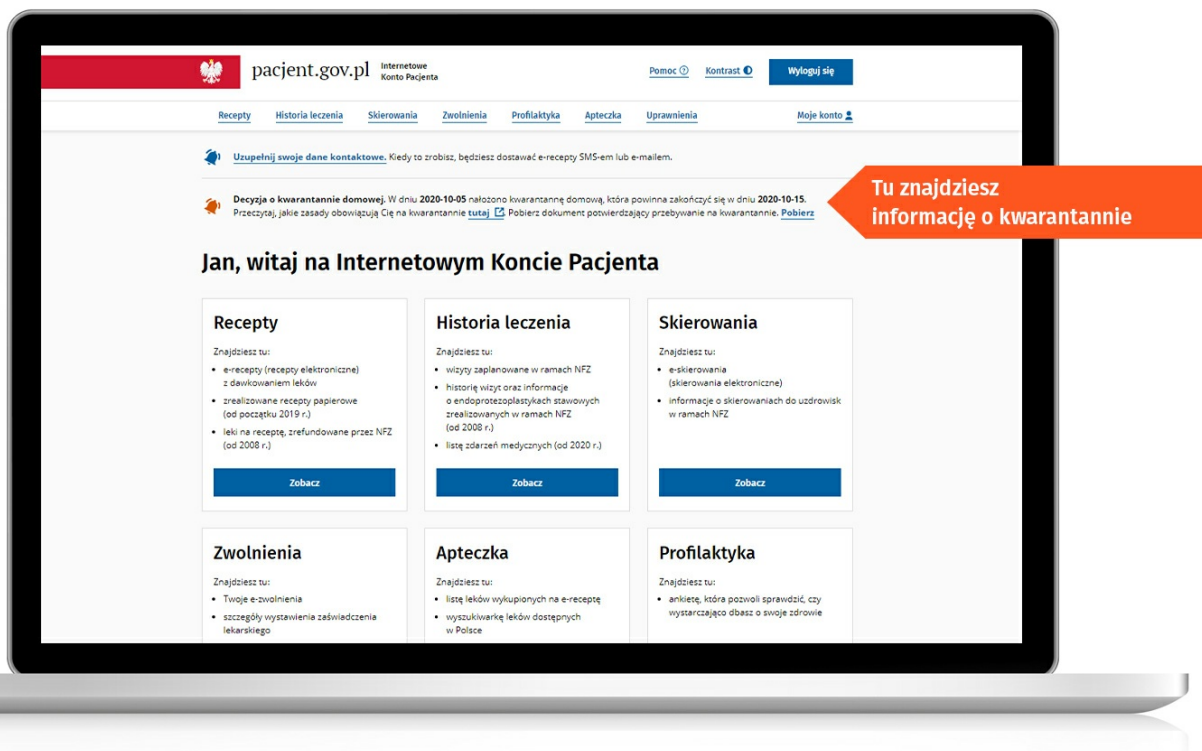 pacjent.gov.pl
Internetowe
Konto Pacjenta
Pomoc
Kontrast
Wyloguj się
Recepty
Historia leczenia
Skierowania
Zwolnienia
Profilaktyka
Apteczka
Uprawnienia
Moje konto
Uzupełnij swoje dane kontaktowe. Kiedy to zrobisz, będziesz dostawać e-recepty SMS-em lub e-mailem.
Decyzja o kwarantannie domowej. W dniu 2020-10-05 nałożono kwarantannę domową, która powinna zakończyć się w dniu 2020-10-15.
Przeczytaj, jakie zasady obowiązują Cię na kwarantannie tutaj Pobierz dokument potwierdzający przebywanie na kwarantannie. Pobierz
Tu znajdziesz
informację o kwarantannie
Jan, witaj na Internetowym Koncie Pacjenta
Recepty
Znajdziesz tu:
• e-recepty (recepty elektroniczne)
z dawkowaniem leków
• zrealizowane recepty papierowe
(od początku 2019 r.)
• leki na receptę, zrefundowane przez NFZ
(od 2008 r.)
Zobacz
Historia leczenia
Znajdziesz tu:
• wizyty zaplanowane w ramach NFZ
• historię wizyt oraz informacje
o endoprotezoplastykach stawowych
zrealizowanych w ramach NFZ
(od 2008 r.)
• listę zdarzeń medycznych (od 2020 r.)
Zobacz
Skierowania
Znajdziesz tu:
• e-skierowania
(skierowania elektroniczne)
• informacje o skierowaniach do uzdrowisk
w ramach NFZ
Zobacz
Zwolnienia
Znajdziesz tu:
• Twoje e-zwolnienia
• szczegóły wystawienia zaświadczenia
lekarskiego
Apteczka
Znajdziesz tu:
• listę leków wykupionych na e-receptę
• wyszukiwarkę leków dostępnych
w Polsce
Profilaktyka
Znajdziesz tu:
• ankietę, która pozwoli sprawdzić, czy
wystarczająco dbasz o swoje zdrowie